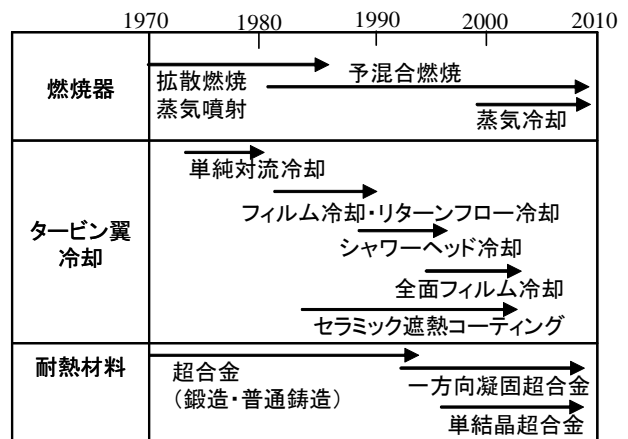 1970 1980 1990 2000 2010
燃焼器
拡散燃焼
蒸気噴射
予混合燃焼
蒸気冷却
タービン翼
冷却
単純対流冷却
フィルム冷却・リターンフロー冷却
シャワーヘッド冷却
全面フィルム冷却
セラミック遮熱コーティング
耐熱材料
超合金
（鍛造・普通鋳造）
一方向凝固超合金
単結晶超合金